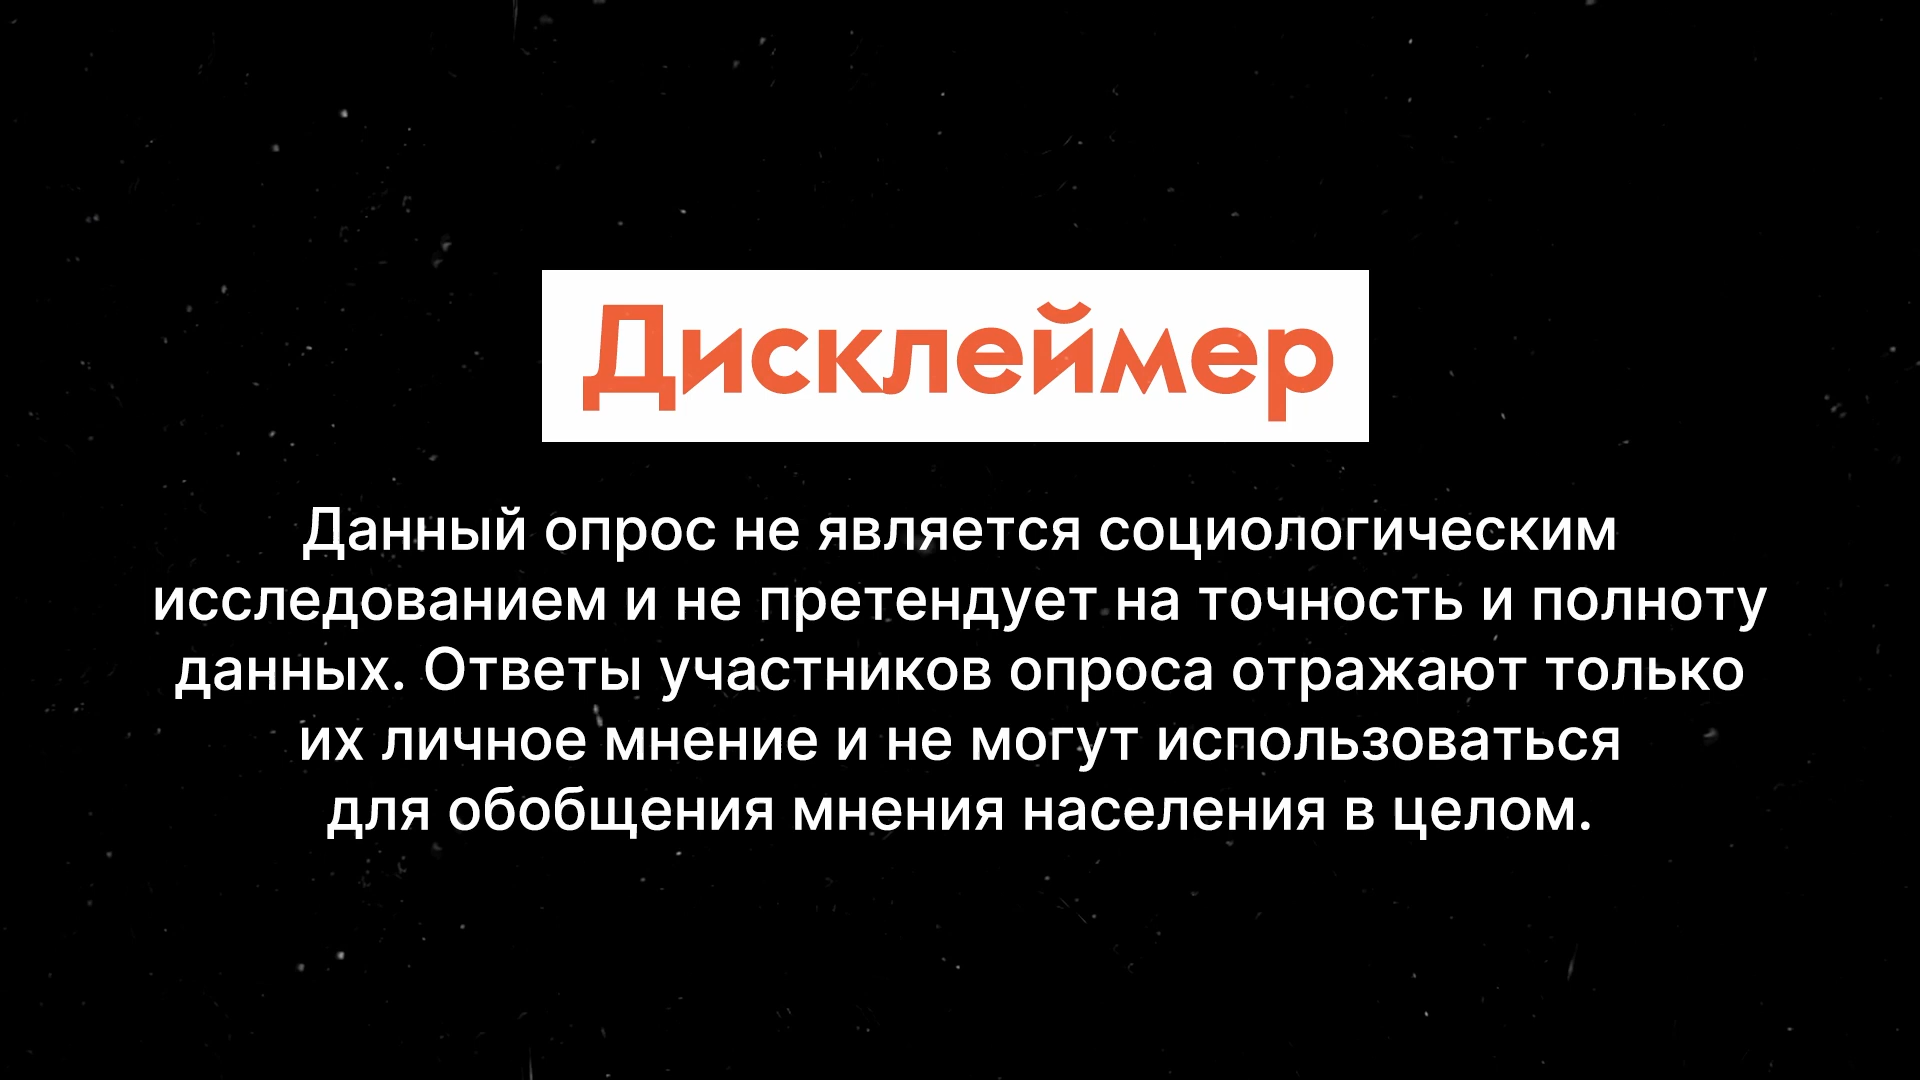 Дисклеймер
Данный опрос не является социологическим
исследованием и не претендует на точность и полноту
данных. Ответы участников опроса отражают только
их личное мнение и не могут использоваться
для обобщения мнения населения в целом.